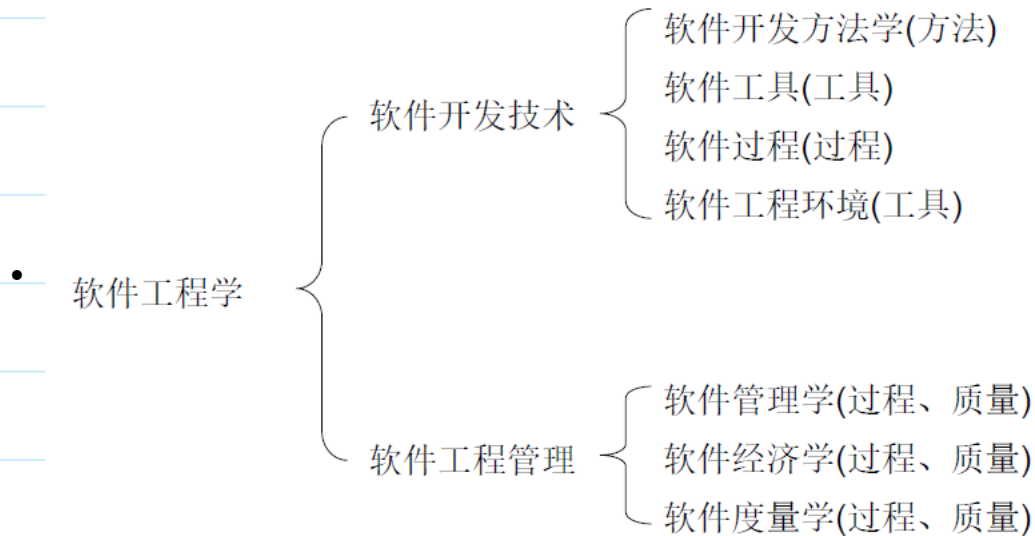 软件工程学
软件开发技术
软件开发方法学(方法)
软件工具(工具)
软件过程(过程)
软件工程环境(工具)
软件工程管理
软件管理学(过程、质量)
软件经济学(过程、质量)
软件度量学(过程、质量)